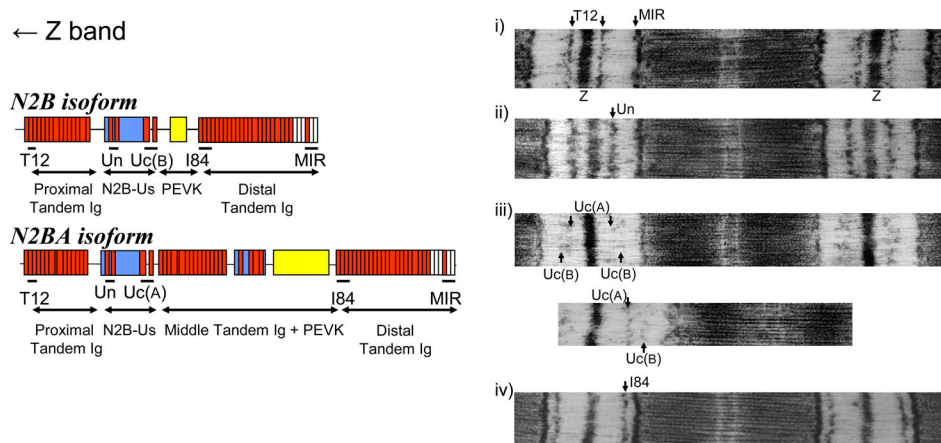 ← Z band
N2B isoform
T12 Un Uc(B) I84 MIR
Proximal N2B-Us PEVK Distal
Tandem Ig Tandem Ig
N2BA isoform
T12 Un Uc(A) I84 MIR
Proximal N2B-Us Middle Tandem Ig + PEVK Distal
Tandem Ig Tandem Ig
i) T12 MIR
Z Z
ii) Un
iii) Uc(A)
Uc(B) Uc(B)
Uc(A)
Uc(B)
iv) I84